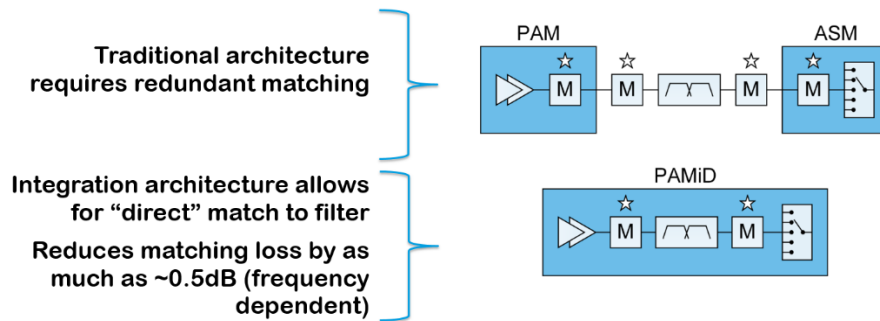 Traditional architecture
requires redundant matching
PAM
ASM
M
M
M
M
Integration architecture allows
for “direct” match to filter
Reduces matching loss by as
much as ~0.5dB (frequency
dependent)
PAMiD
M
M